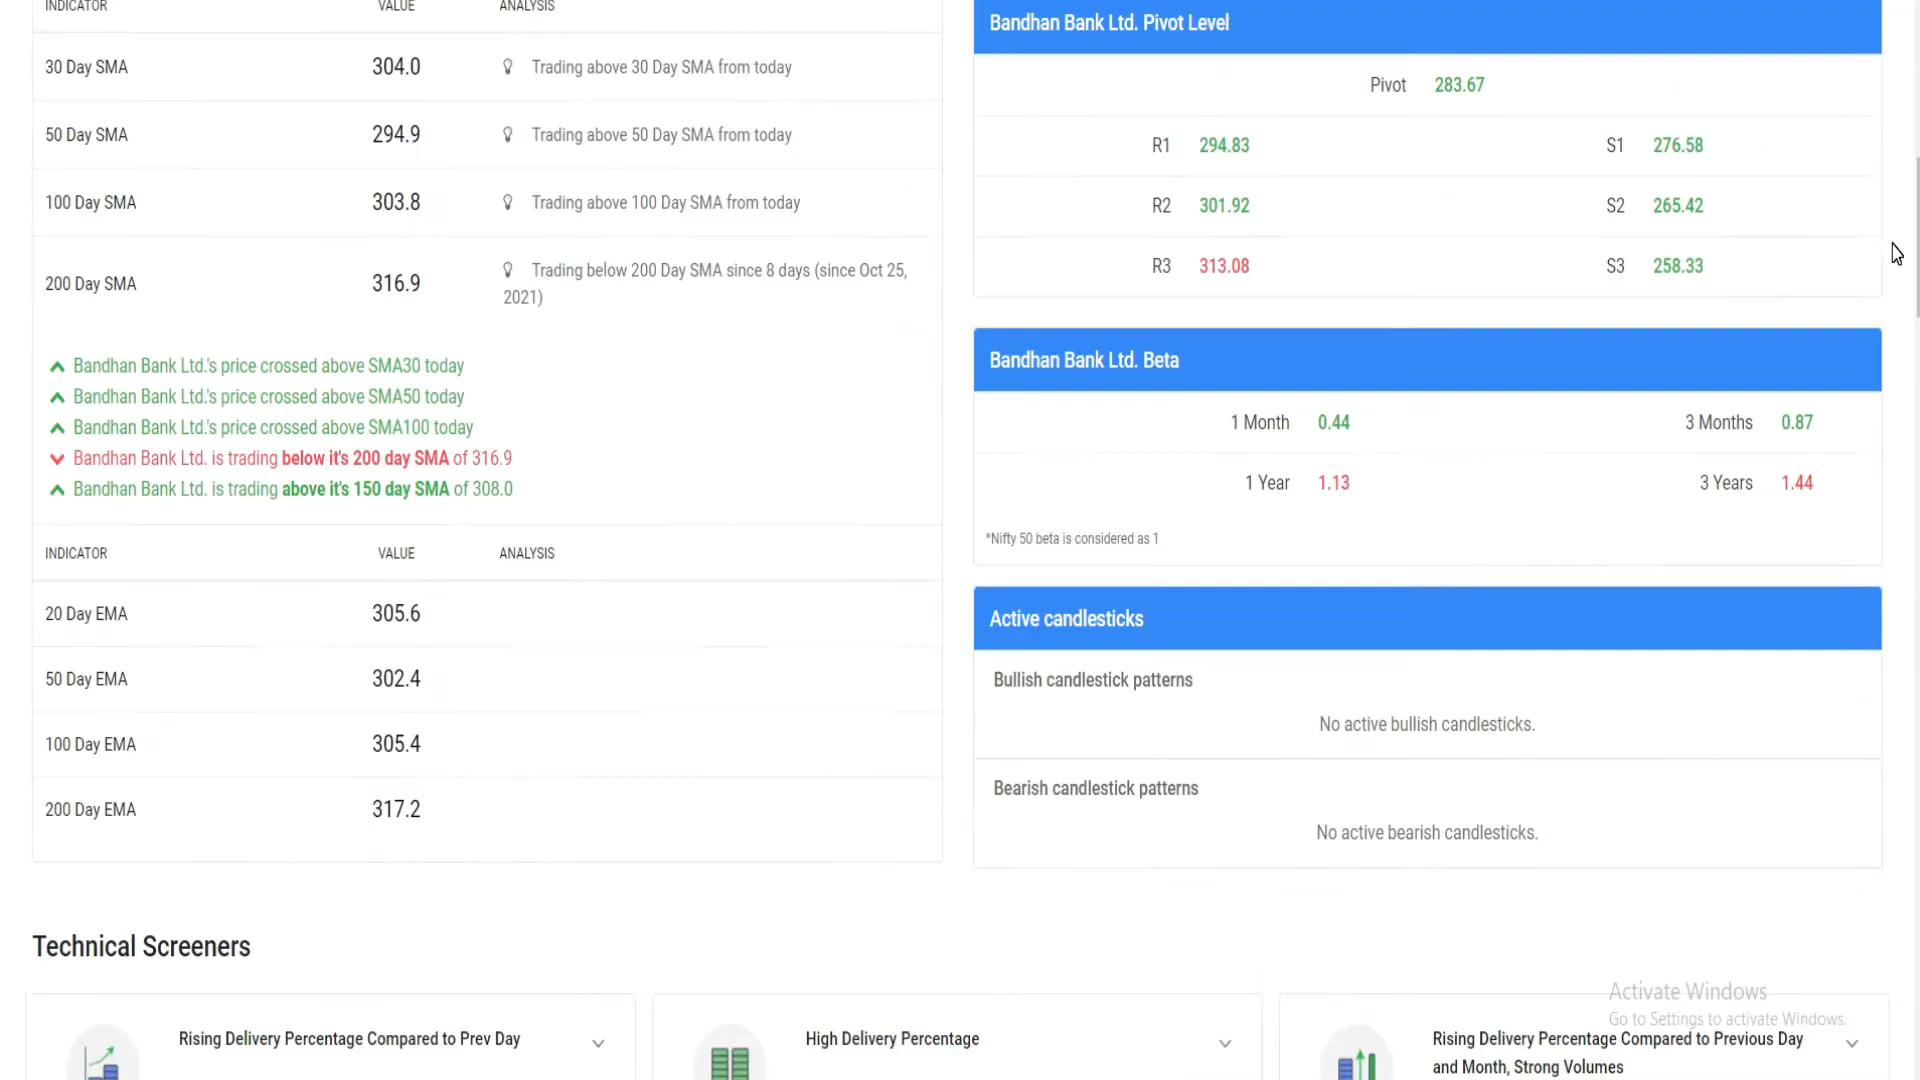 INDICATOR VALUE ANALYSIS
30 Day SMA 304.0 Trading above 30 Day SMA from today
50 Day SMA 294.9 Trading above 50 Day SMA from today
100 Day SMA 303.8 Trading above 100 Day SMA from today
200 Day SMA 316.9 Trading below 200 Day SMA since 8 days (since Oct 25,
2021)
Bandhan Bank Ltd.'s price crossed above SMA30 today
Bandhan Bank Ltd.'s price crossed above SMA50 today
Bandhan Bank Ltd.'s price crossed above SMA100 today
Bandhan Bank Ltd. is trading below it's 200 day SMA of 316.9
Bandhan Bank Ltd. is trading above it's 150 day SMA of 308.0
INDICATOR VALUE ANALYSIS
20 Day EMA 305.6
50 Day EMA 302.4
100 Day EMA 305.4
200 Day EMA 317.2
Bandhan Bank Ltd. Pivot Level
Pivot 283.67
R1 294.83 S1 276.58
R2 301.92 S2 265.42
R3 313.08 S3 258.33
Bandhan Bank Ltd. Beta
1 Month 0.44 3 Months 0.87
1 Year 1.13 3 Years 1.44
*Nifty 50 beta is considered as 1
Active candlesticks
Bullish candlestick patterns
No active bullish candlesticks.
Bearish candlestick patterns
No active bearish candlesticks.
Technical Screeners
Rising Delivery Percentage Compared to Prev Day
High Delivery Percentage
Rising Delivery Percentage Compared to Previous Day
and Month, Strong Volumes
Activate Windows
Go to Settings to activate Windows.